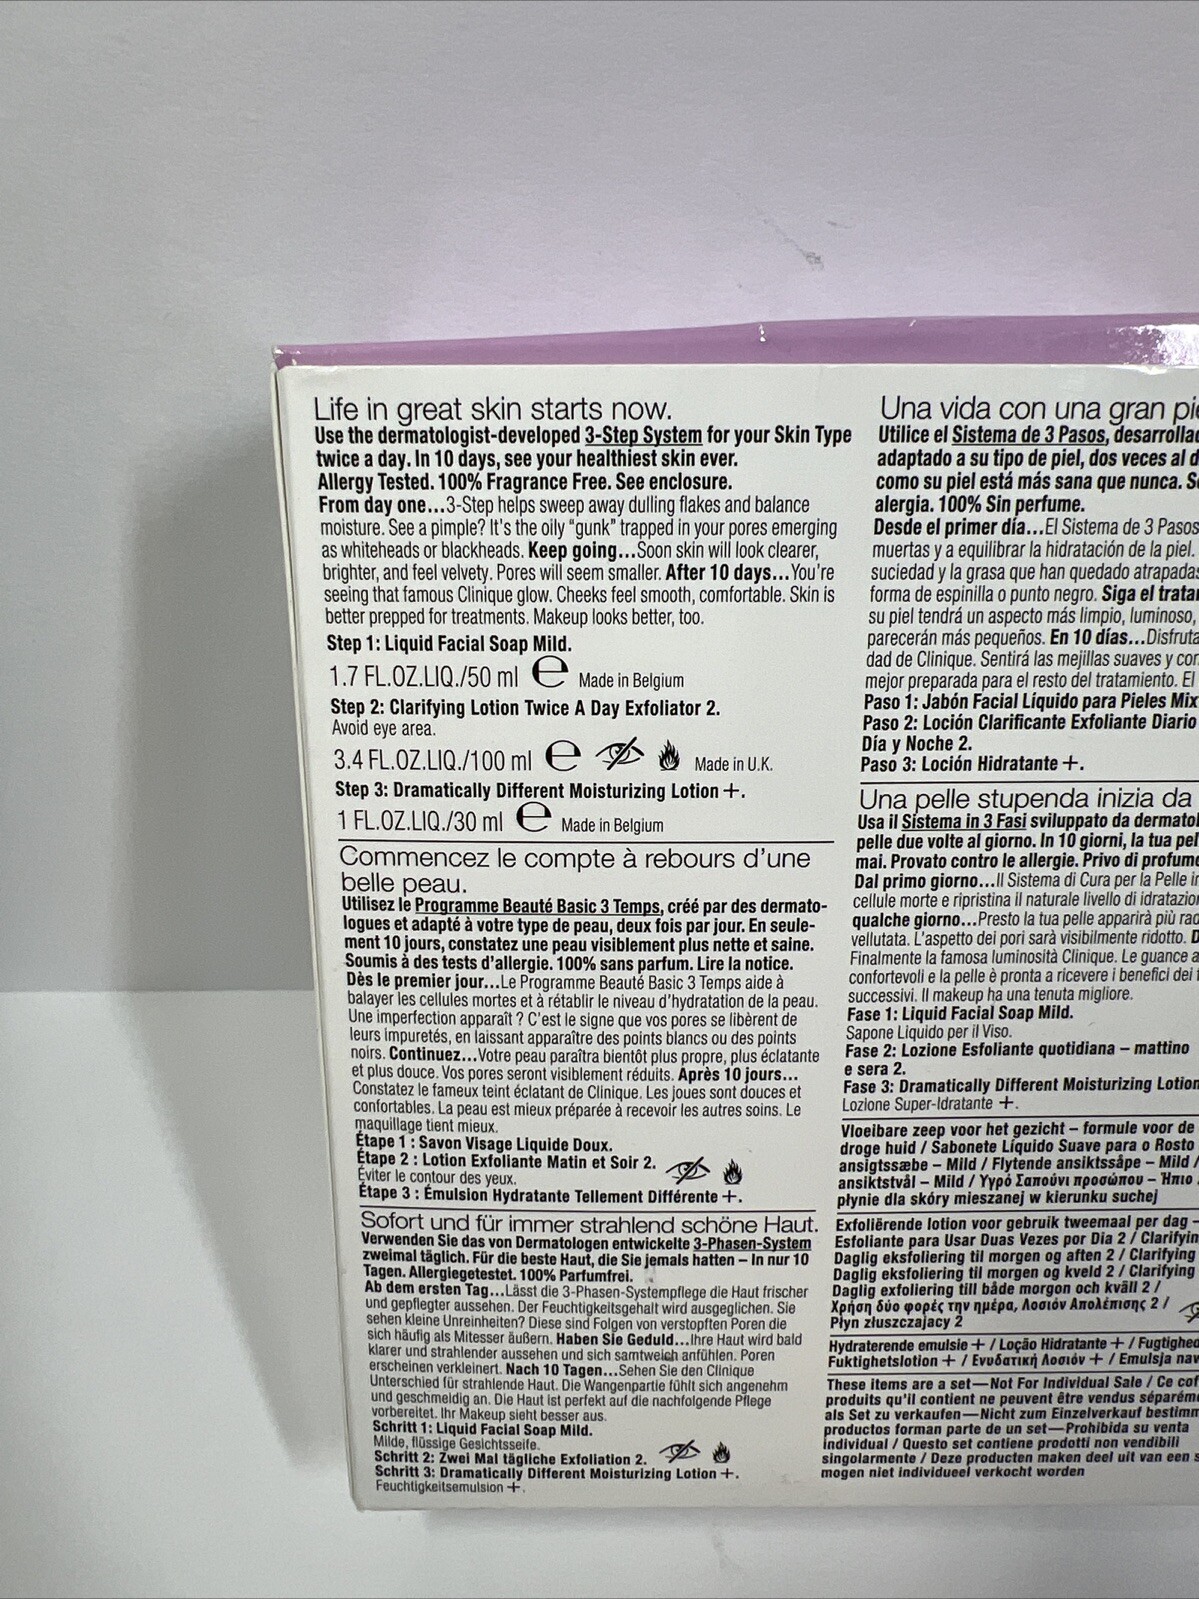 Life in great skin starts now.
Use the dermatologist-developed 3-Step System for your Skin Type
twice a day. In 10 days, see your healthiest skin ever.
Allergy Tested. 100% Fragrance Free. See enclosure.
From day one...3-Step helps sweep away dulling flakes and balance
moisture. See a pimple? It's the oily "gunk" trapped in your pores emerging
as whiteheads or blackheads. Keep going...Soon skin will look clearer,
brighter, and feel velvety. Pores will seem smaller. After 10 days...You're
seeing that famous Clinique glow. Cheeks feel smooth, comfortable. Skin is
better prepped for treatments. Makeup looks better, too.
Step 1: Liquid Facial Soap Mild.
1.7 FL.OZ.LIQ./50 ml ℮ Made in Belgium
Step 2: Clarifying Lotion Twice A Day Exfoliator 2.
Avoid eye area.
3.4 FL.OZ.LIQ./100 ml ℮ Made in U.K.
Step 3: Dramatically Different Moisturizing Lotion +.
1 FL.OZ.LIQ./30 ml ℮ Made in Belgium
Commencez le compte à rebours d'une
belle peau.
Utilisez le Programme Beauté Basic 3 Temps, créé par des dermato-
logues et adapté à votre type de peau, deux fois par jour. En seule-
ment 10 jours, constatez une peau visiblement plus nette et saine.
Soumis à des tests d'allergie. 100% sans parfum. Lire la notice.
Dès le premier jour...Le Programme Beauté Basic 3 Temps aide à
balayer les cellules mortes et à rétablir le niveau d'hydratation de la peau.
Une imperfection apparaît ? C'est le signe que vos pores se libèrent de
leurs impuretés, en laissant apparaître des points blancs ou des points
noirs. Continuez...Votre peau paraîtra bientôt plus propre, plus éclatante
et plus douce. Vos pores seront visiblement réduits. Après 10 jours...
Constatez le fameux teint éclatant de Clinique. Les joues sont douces et
confortables. La peau est mieux préparée à recevoir les autres soins. Le
maquillage tient mieux.
Étape 1 : Savon Visage Liquide Doux.
Étape 2 : Lotion Exfoliante Matin et Soir 2.
Éviter le contour des yeux.
Étape 3 : Émulsion Hydratante Tellement Différente +.
Sofort und für immer strahlend schöne Haut.
Verwenden Sie das von Dermatologen entwickelte 3-Phasen-System
zweimal täglich. Für die beste Haut, die Sie jemals hatten – In nur 10
Tagen. Allergiegetestet. 100% Parfumfrei.
Ab dem ersten Tag...Lässt die 3-Phasen-Systempflege die Haut frischer
und gepflegter aussehen. Der Feuchtigkeitsgehalt wird ausgeglichen. Sie
sehen kleine Unreinheiten? Diese sind Folgen von verstopften Poren die
sich häufig als Mitesser äußern. Haben Sie Geduld...Ihre Haut wird bald
klarer und strahlender aussehen und sich samtweich anfühlen. Poren
erscheinen verkleinert. Nach 10 Tagen...Sehen Sie den Clinique
Unterschied für strahlende Haut. Die Wangenpartie fühlt sich angenehm
und geschmeidig an. Die Haut ist perfekt auf die nachfolgende Pflege
vorbereitet. Ihr Makeup sieht besser aus.
Schritt 1: Liquid Facial Soap Mild.
Milde, flüssige Gesichtsseife.
Schritt 2: Zwei Mal tägliche Exfoliation 2.
Schritt 3: Dramatically Different Moisturizing Lotion +.
Feuchtigkeitsemulsion +.
Una vida con una gran pi
Utilice el Sistema de 3 Pasos, desarrollad
adaptado a su tipo de piel, dos veces al d
como su piel está más sana que nunca. S
alergia. 100% Sin perfume.
Desde el primer día...El Sistema de 3 Pasos
muertas y a equilibrar la hidratación de la piel.
suciedad y la grasa que han quedado atrapadas
forma de espinilla o punto negro. Siga el trata
su piel tendrá un aspecto más limpio, luminoso,
parecerán más pequeños. En 10 días...Disfruta
dad de Clinique. Sentirá las mejillas suaves y con
mejor preparada para el resto del tratamiento. El
Paso 1: Jabón Facial Líquido para Pieles Mix
Paso 2: Loción Clarificante Exfoliante Diario
Día y Noche 2.
Paso 3: Loción Hidratante +.
Una pelle stupenda inizia da
Usa il Sistema in 3 Fasi sviluppato da dermatol
pelle due volte al giorno. In 10 giorni, la tua pel
mai. Provato contro le allergie. Privo di profumo
Dal primo giorno...Il Sistema di Cura per la Pelle in
cellule morte e ripristina il naturale livello di idratazion
qualche giorno...Presto la tua pelle apparirà più rad
vellutata. L'aspetto dei pori sarà visibilmente ridotto. D
Finalmente la famosa luminosità Clinique. Le guance a
confortevoli e la pelle è pronta a ricevere i benefici dei t
successivi. Il makeup ha una tenuta migliore.
Fase 1: Liquid Facial Soap Mild.
Sapone Liquido per il Viso.
Fase 2: Lozione Esfoliante quotidiana – mattino
e sera 2.
Fase 3: Dramatically Different Moisturizing Lotion
Lozione Super-Idratante +.
Vloeibare zeep voor het gezicht – formule voor de
droge huid / Sabonete Líquido Suave para o Rosto
ansigtssæbe – Mild / Flytende ansiktssåpe – Mild /
ansiktstvål – Mild / Υγρό Σαπούνι προσώπου – Ήπιο
płynie dla skóry mieszanej w kierunku suchej
Exfoliërende lotion voor gebruik tweemaal per dag –
Esfoliante para Usar Duas Vezes por Dia 2 / Clarifyin
Daglig eksfoliering til morgen og aften 2 / Clarifying
Daglig eksfoliering til morgen og kveld 2 / Clarifying
Daglig exfoliering till både morgon och kväll 2 /
Χρήση δύο φορές την ημέρα, Λοσιόν Απολέπισης 2 /
Płyn złuszczający 2
Hydraterende emulsie + / Loção Hidratante + / Fugtighed
Fuktighetslotion + / Ενυδατική Λοσιόν + / Emulsja naw
These items are a set—Not For Individual Sale / Ce cof
produits qu'il contient ne peuvent être vendus séparém
als Set zu verkaufen—Nicht zum Einzelverkauf bestimm
productos forman parte de un set—Prohibida su venta
individual / Questo set contiene prodotti non vendibili
singolarmente / Deze producten maken deel uit van een s
mogen niet individueel verkocht worden